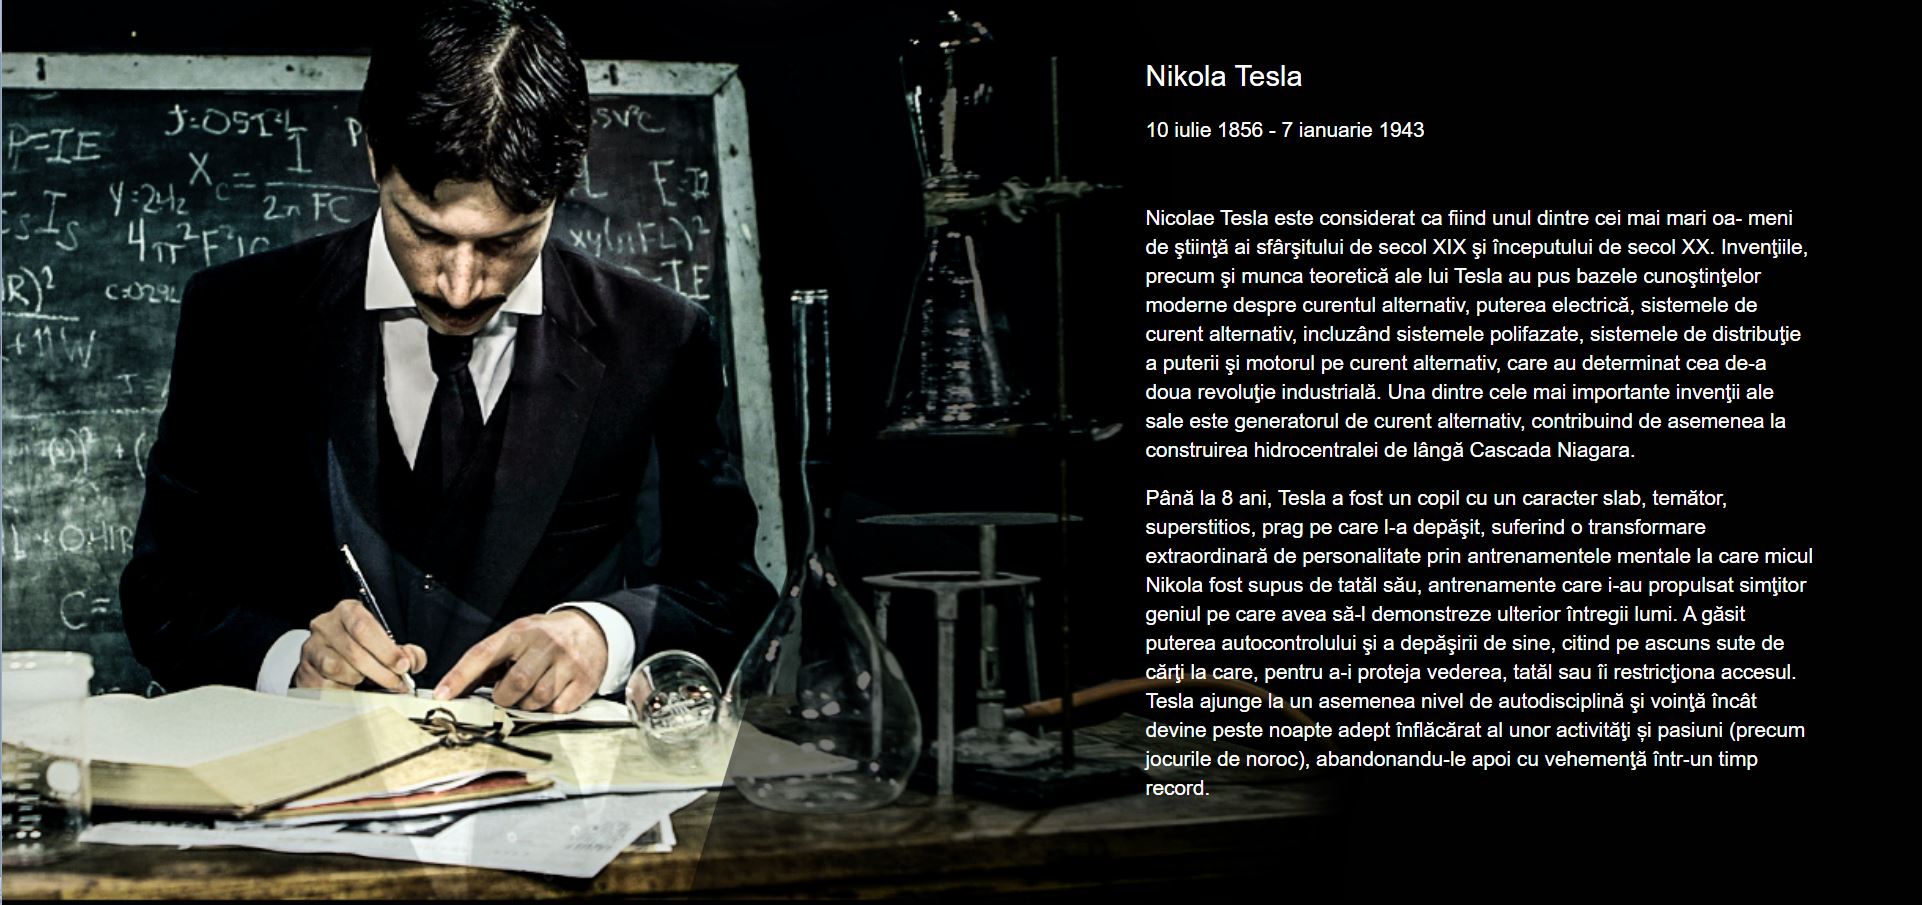 P=IE
J=05I²L
X
c =
1
2π FC
Nikola Tesla
10 iulie 1856 - 7 ianuarie 1943
Nicolae Tesla este considerat ca fiind unul dintre cei mai mari oa- meni
de ştiinţă ai sfârşitului de secol XIX şi începutului de secol XX. Invenţiile,
precum şi munca teoretică ale lui Tesla au pus bazele cunoştinţelor
moderne despre curentul alternativ, puterea electrică, sistemele de
curent alternativ, incluzând sistemele polifazate, sistemele de distribuţie
a puterii şi motorul pe curent alternativ, care au determinat cea de-a
doua revoluţie industrială. Una dintre cele mai importante invenţii ale
sale este generatorul de curent alternativ, contribuind de asemenea la
construirea hidrocentralei de lângă Cascada Niagara.
Până la 8 ani, Tesla a fost un copil cu un caracter slab, temător,
superstitios, prag pe care l-a depăşit, suferind o transformare
extraordinară de personalitate prin antrenamentele mentale la care micul
Nikola fost supus de tatăl său, antrenamente care i-au propulsat simţitor
geniul pe care avea să-l demonstreze ulterior întregii lumi. A găsit
puterea autocontrolului şi a depăşirii de sine, citind pe ascuns sute de
cărţi la care, pentru a-i proteja vederea, tatăl sau îi restricţiona accesul.
Tesla ajunge la un asemenea nivel de autodisciplină şi voinţă încât
devine peste noapte adept înflăcărat al unor activităţi și pasiuni (precum
jocurile de noroc), abandonandu-le apoi cu vehemenţă într-un timp
record.